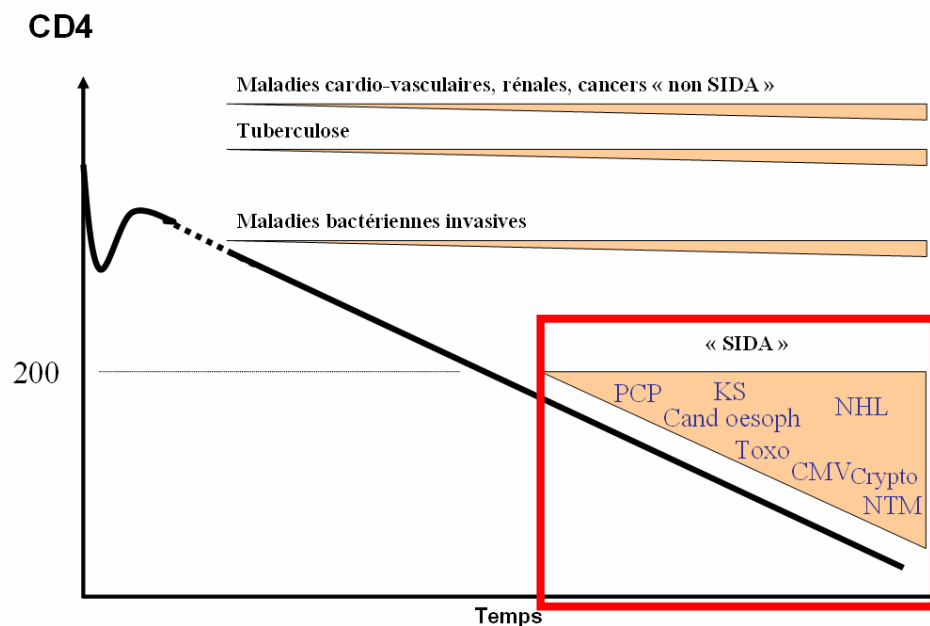 CD4
Maladies cardio-vasculaires, rénales, cancers « non SIDA »
Tuberculose
Maladies bactériennes invasives
« SIDA »
200
PCP
KS
NHL
Cand oesoph
Toxo
CMV
Crypto
NTM
Temps